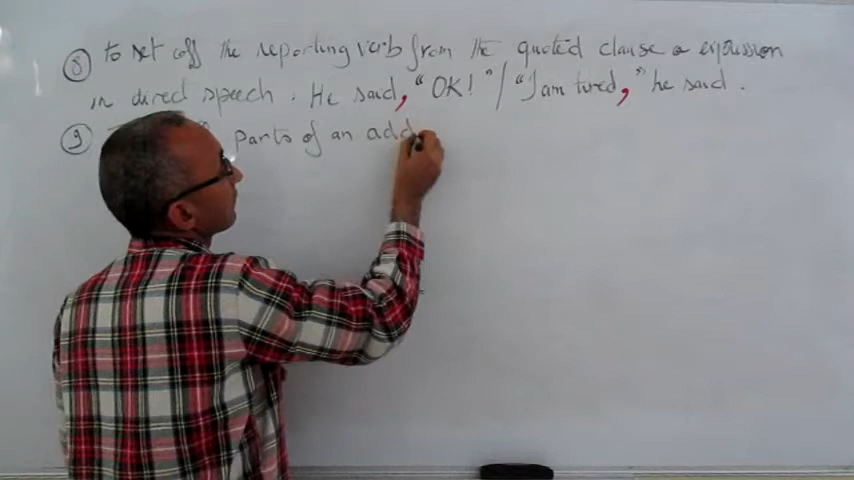 ⑧ to set off the reporting verb from the quoted clause or expression
in direct speech. He said, "OK!" / "I am tired," he said.
⑨ parts of an add